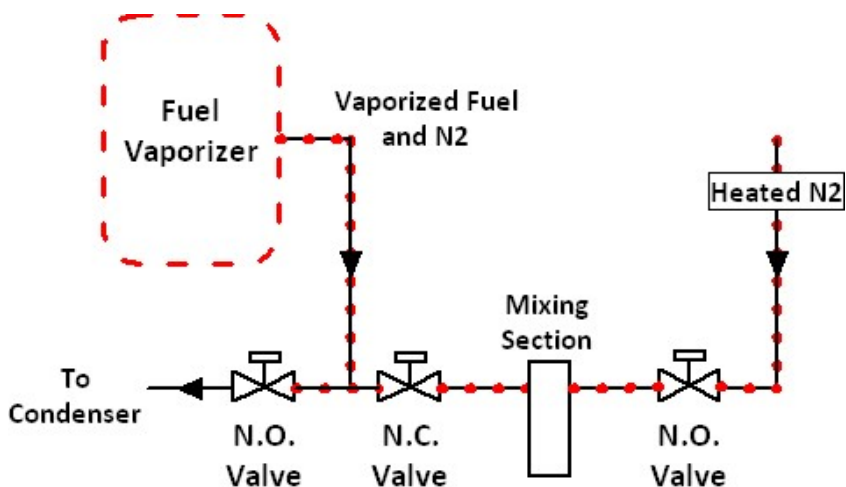 Fuel
Vaporizer
Vaporized Fuel
and N2
Heated N2
Mixing
Section
To
Condenser
N.O.
Valve
N.C.
Valve
N.O.
Valve